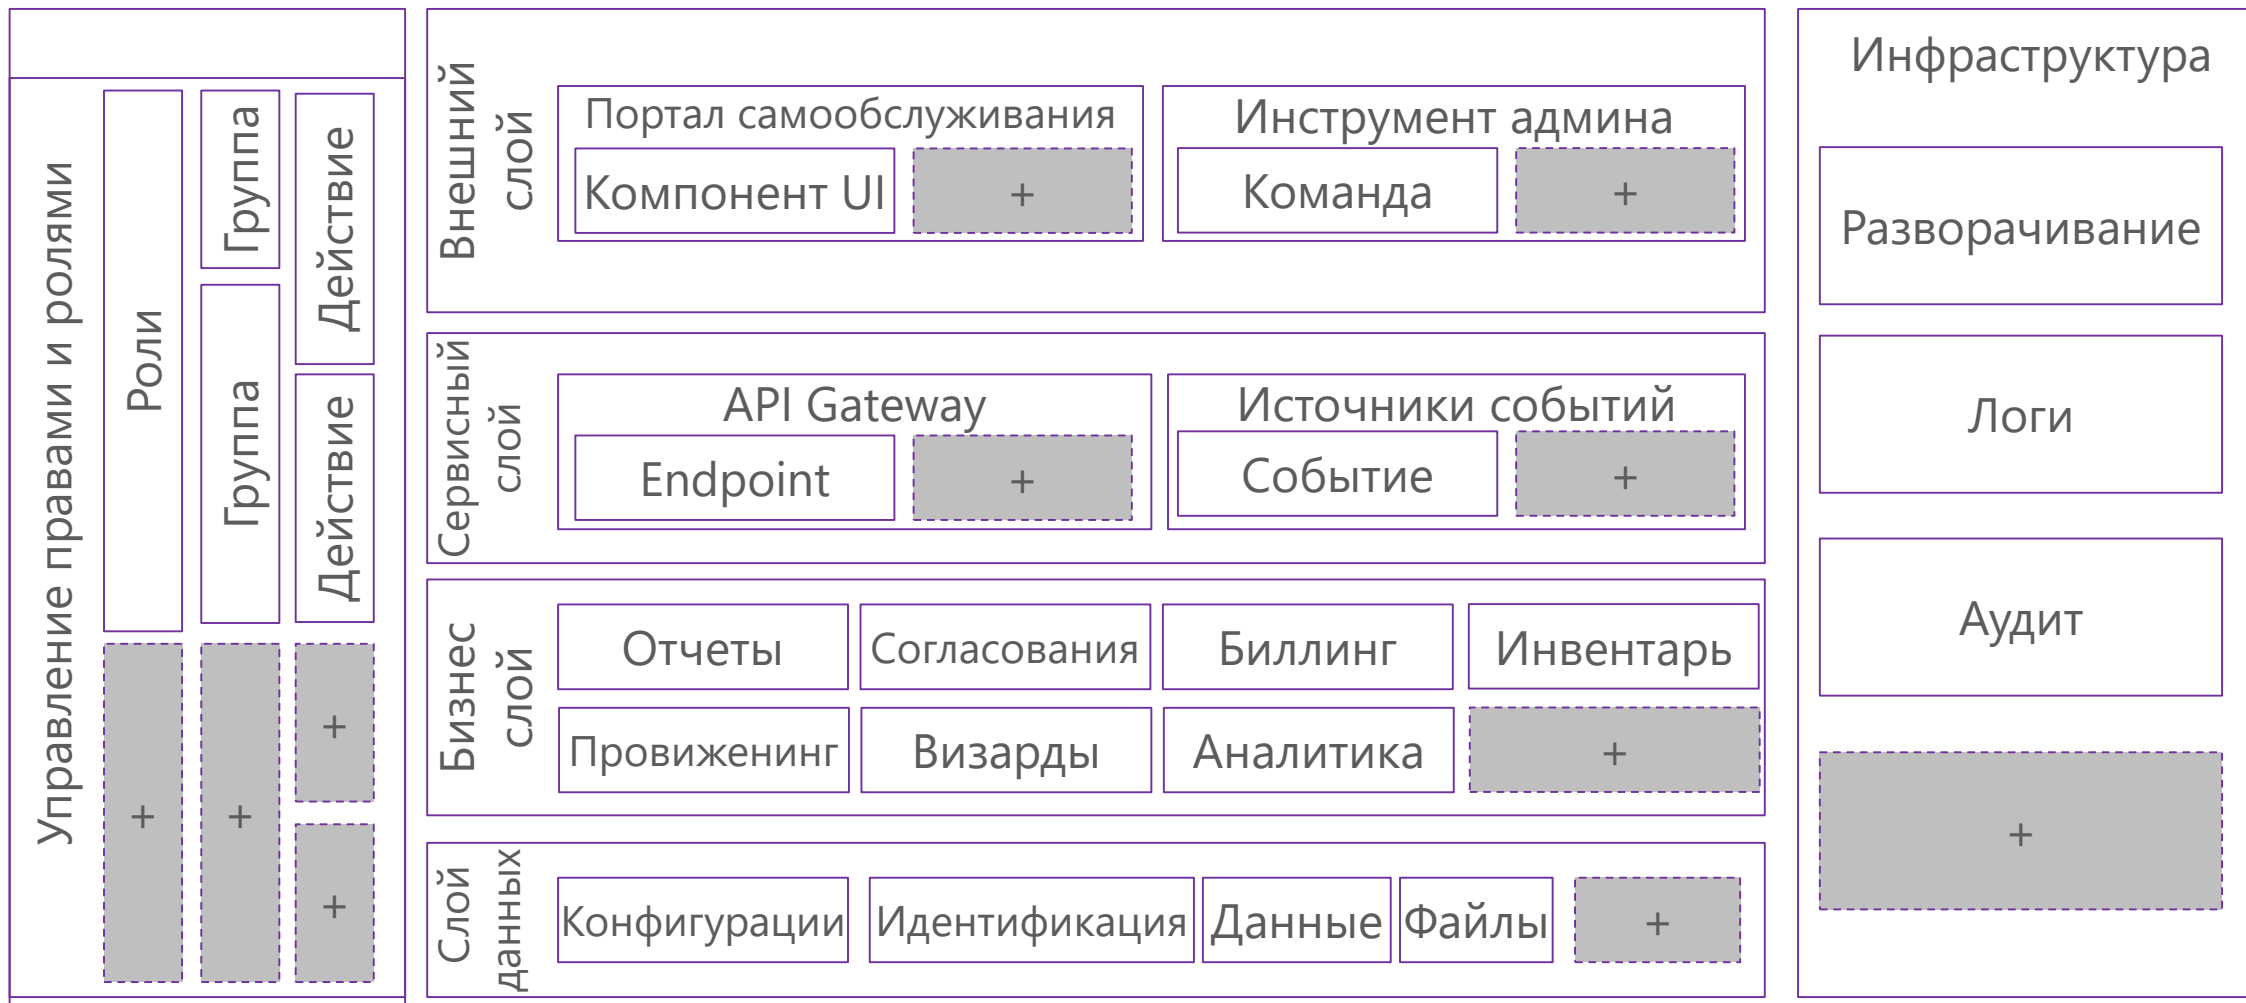 Управление правами и ролями
Роли
+
Группа
Группа
+
Действие
Действие
+
+
Внешний
слой
Портал самообслуживания
Компонент UI
+
Инструмент админа
Команда
+
Сервисный
слой
API Gateway
Endpoint
+
Источники событий
Событие
+
Бизнес
слой
Отчеты
Согласования
Биллинг
Инвентарь
Провиженинг
Визарды
Аналитика
+
Слой
данных
Конфигурации
Идентификация
Данные
Файлы
+
Инфраструктура
Разворачивание
Логи
Аудит
+